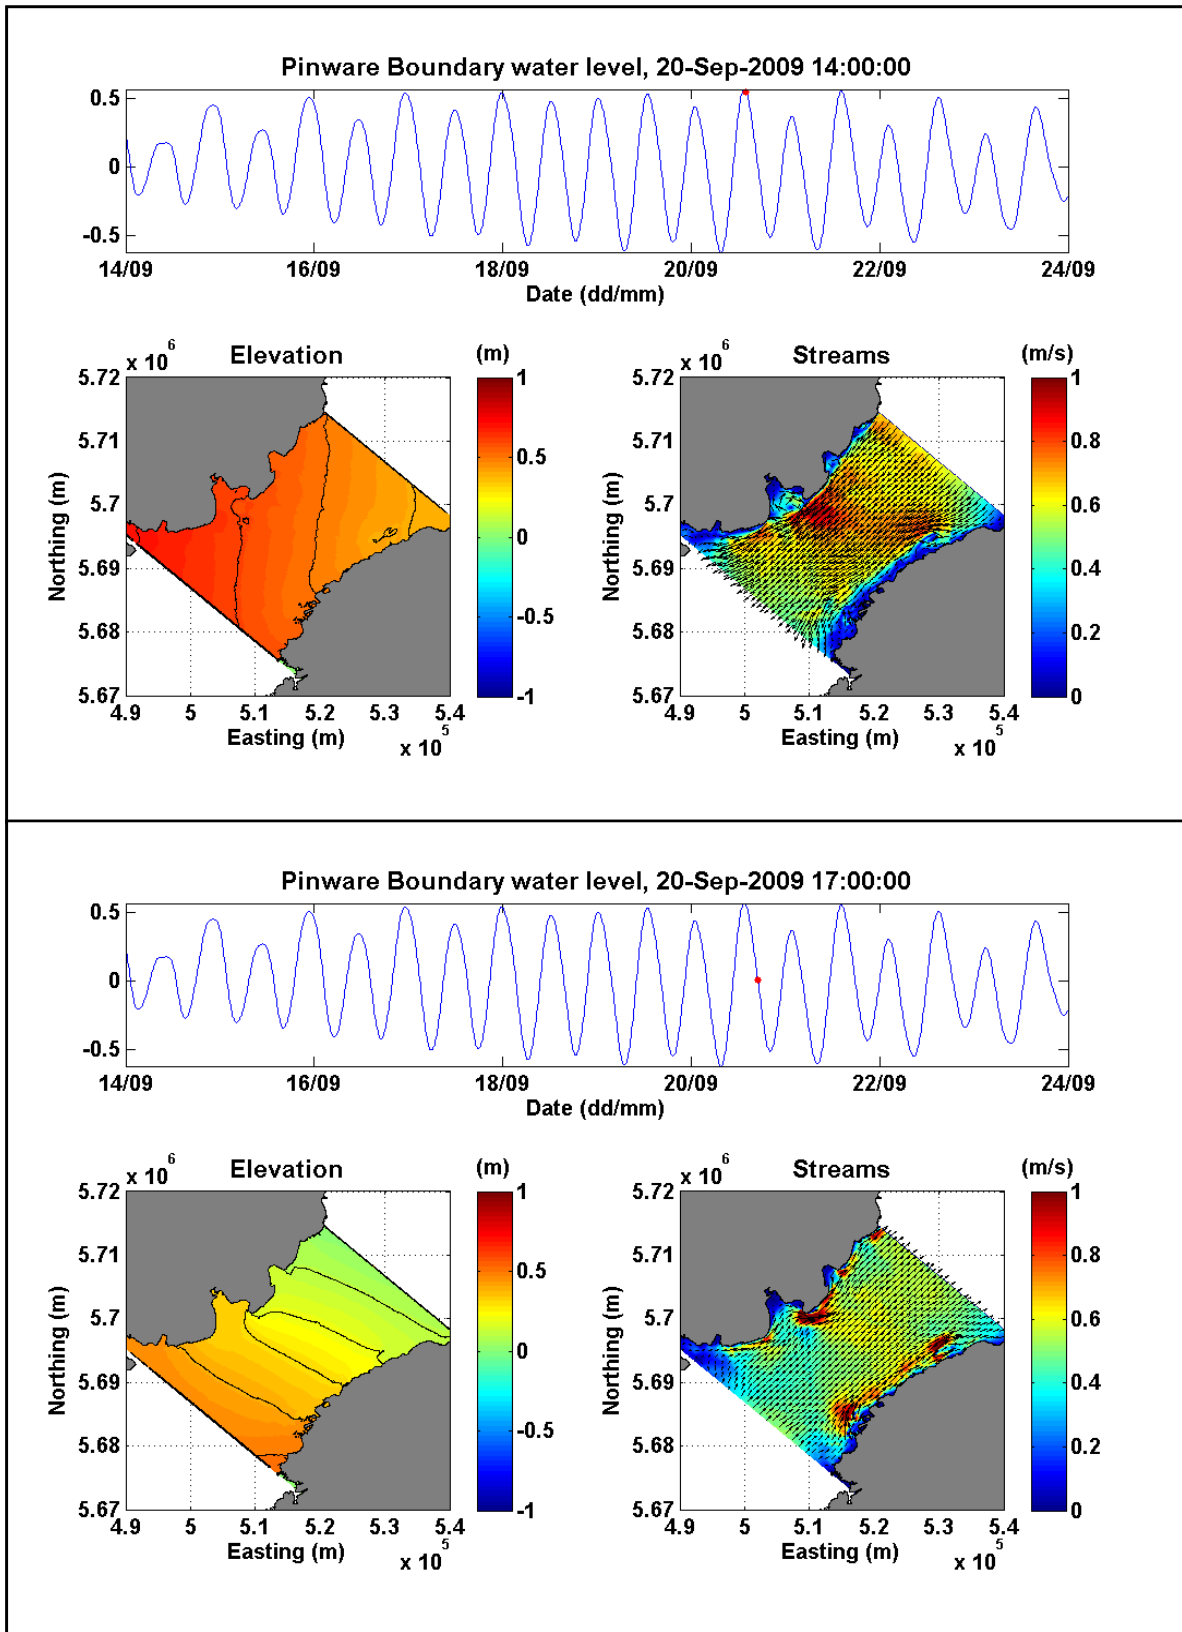 Pinware Boundary water level, 20-Sep-2009 14:00:00
0.5
0
-0.5
14/09 16/09 18/09 20/09 22/09 24/09
Date (dd/mm)
x 10^6 Elevation (m)
5.72
5.71
5.7
5.69
5.68
5.67
Northing (m)
4.9 5 5.1 5.2 5.3 5.4
Easting (m) x 10^5
1
0.5
0
-0.5
-1
x 10^6 Streams (m/s)
5.72
5.71
5.7
5.69
5.68
5.67
Northing (m)
4.9 5 5.1 5.2 5.3 5.4
Easting (m) x 10^5
1
0.8
0.6
0.4
0.2
0
Pinware Boundary water level, 20-Sep-2009 17:00:00
0.5
0
-0.5
14/09 16/09 18/09 20/09 22/09 24/09
Date (dd/mm)
x 10^6 Elevation (m)
5.72
5.71
5.7
5.69
5.68
5.67
Northing (m)
4.9 5 5.1 5.2 5.3 5.4
Easting (m) x 10^5
1
0.5
0
-0.5
-1
x 10^6 Streams (m/s)
5.72
5.71
5.7
5.69
5.68
5.67
Northing (m)
4.9 5 5.1 5.2 5.3 5.4
Easting (m) x 10^5
1
0.8
0.6
0.4
0.2
0